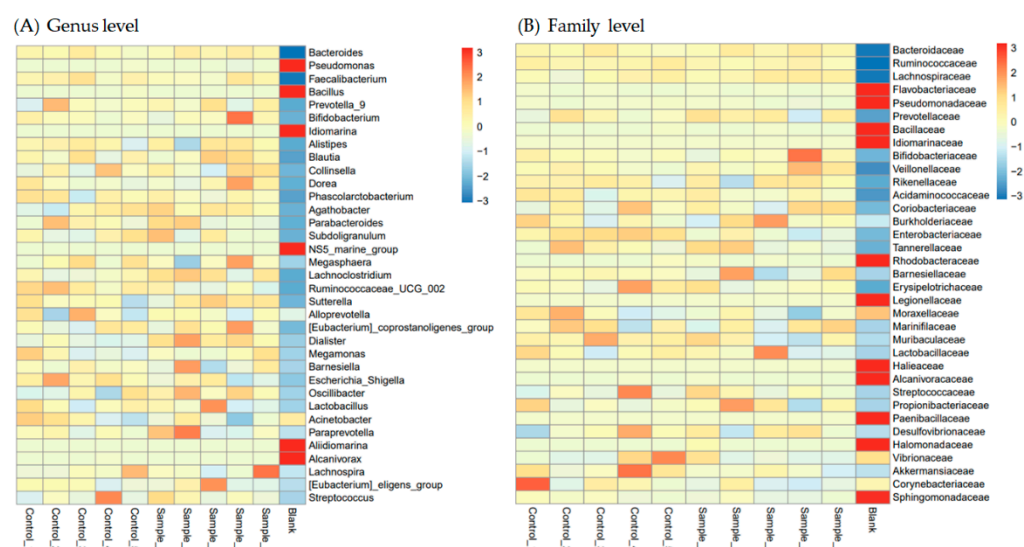 (A) Genus level
Bacteroides
Pseudomonas
Faecalibacterium
Bacillus
Prevotella_9
Bifidobacterium
Idiomarina
Alistipes
Blautia
Collinsella
Dorea
Phascolarctobacterium
Agathobacter
Parabacteroides
Subdoligranulum
NS5_marine_group
Megasphaera
Lachnoclostridium
Ruminococcaceae_UCG_002
Sutterella
Alloprevotella
[Eubacterium]_coprostanoligenes_group
Dialister
Megamonas
Barnesiella
Escherichia_Shigella
Oscillibacter
Lactobacillus
Acinetobacter
Paraprevotella
Aliidiomarina
Alcanivorax
Lachnospira
[Eubacterium]_eligens_group
Streptococcus
3
2
1
0
−1
−2
−3
Control_
Control_
Control_
Control_
Control_
Sample_
Sample_
Sample_
Sample_
Sample_
Blank
(B) Family level
Bacteroidaceae
Ruminococcaceae
Lachnospiraceae
Flavobacteriaceae
Pseudomonadaceae
Prevotellaceae
Bacillaceae
Idiomarinaceae
Bifidobacteriaceae
Veillonellaceae
Rikenellaceae
Acidaminococcaceae
Coriobacteriaceae
Burkholderiaceae
Enterobacteriaceae
Tannerellaceae
Rhodobacteraceae
Barnesiellaceae
Erysipelotrichaceae
Legionellaceae
Moraxellaceae
Marinifilaceae
Muribaculaceae
Lactobacillaceae
Halieaceae
Alcanivoracaceae
Streptococcaceae
Propionibacteriaceae
Paenibacillaceae
Desulfovibrionaceae
Halomonadaceae
Vibrionaceae
Akkermansiaceae
Corynebacteriaceae
Sphingomonadaceae
3
2
1
0
−1
−2
−3
Control_
Control_
Control_
Control_
Control_
Sample_
Sample_
Sample_
Sample_
Sample_
Blank